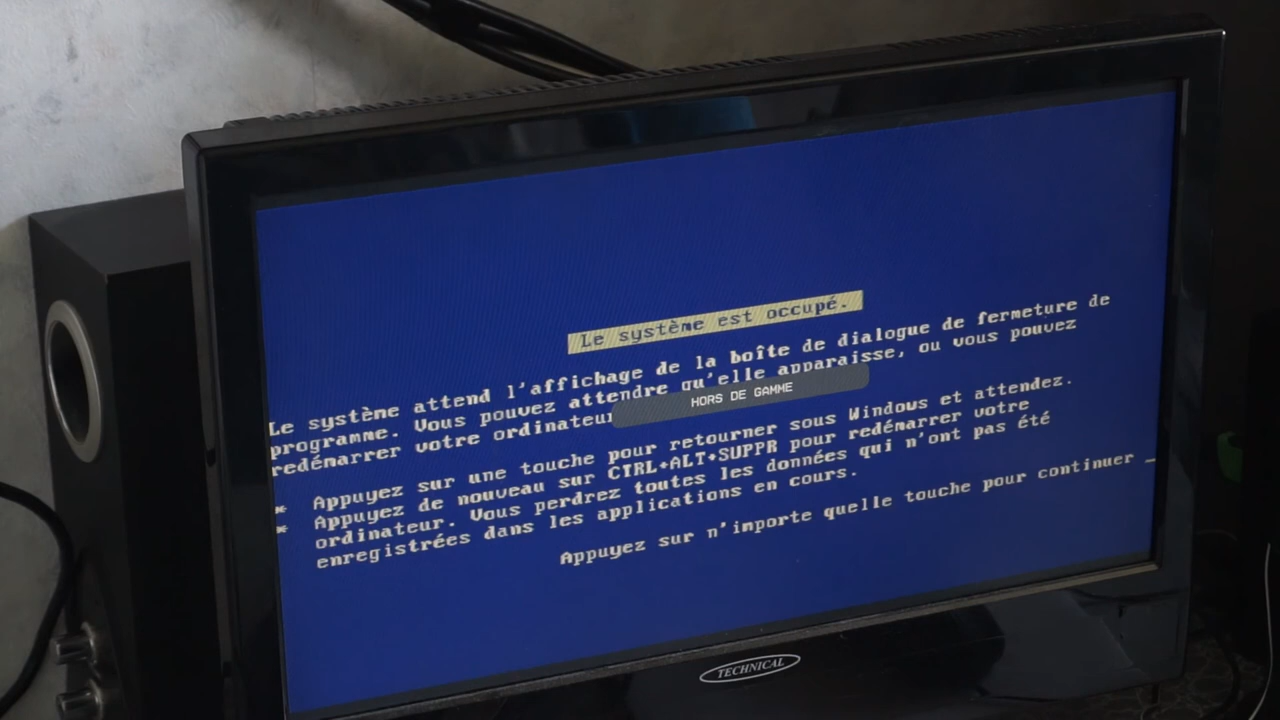 Le système est occupé.
Le système attend l'affichage de la boîte de dialogue de fermeture de
programme. Vous pouvez attendre qu'elle apparaisse, ou vous pouvez
redémarrer votre ordinateur
HORS DE GAMME
* Appuyez sur une touche pour retourner sous Windows et attendez.
* Appuyez de nouveau sur CTRL+ALT+SUPPR pour redémarrer votre
ordinateur. Vous perdrez toutes les données qui n'ont pas été
enregistrées dans les applications en cours.
Appuyez sur n'importe quelle touche pour continuer _
TECHNICAL